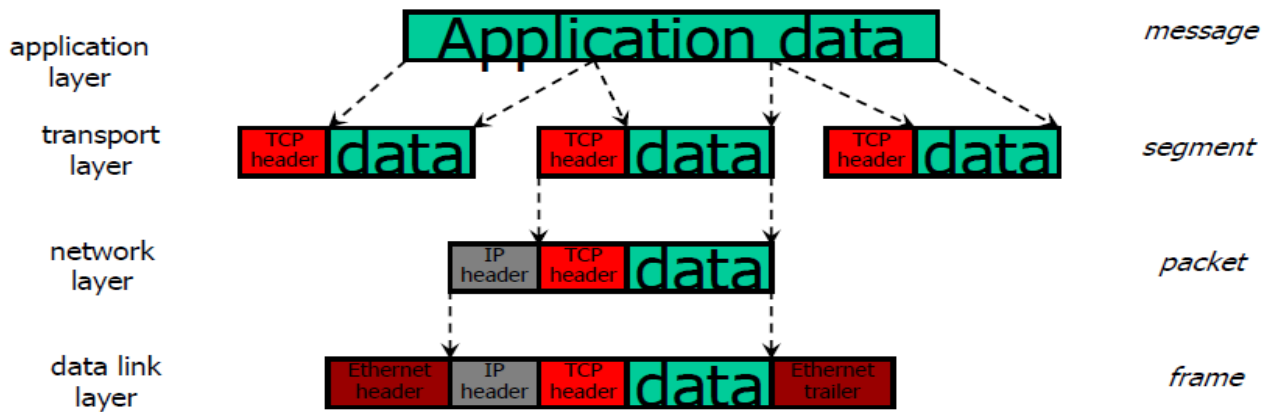 application
layer
Application data
message
transport
layer
TCP
header
data
TCP
header
data
TCP
header
data
segment
network
layer
IP
header
TCP
header
data
packet
data link
layer
Ethernet
header
IP
header
TCP
header
data
Ethernet
trailer
frame